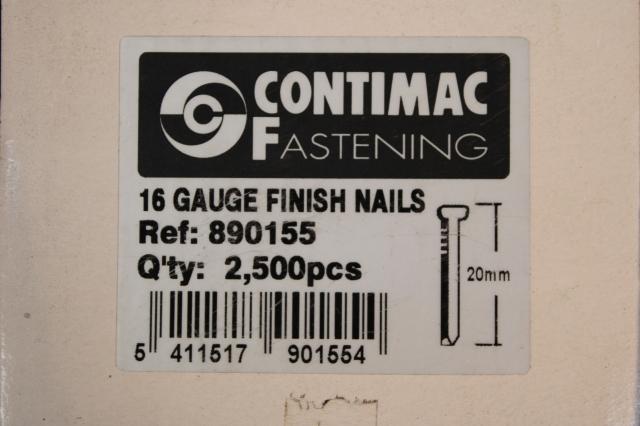 CONTIMAC
FASTENING
16 GAUGE FINISH NAILS
Ref: 890155
Q'ty: 2,500pcs
20mm
5 411517 901554